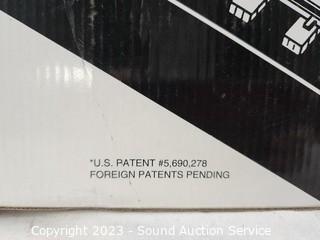 *U.S. PATENT #5,690,278
FOREIGN PATENTS PENDING
Copyright 2023 - Sound Auction Service